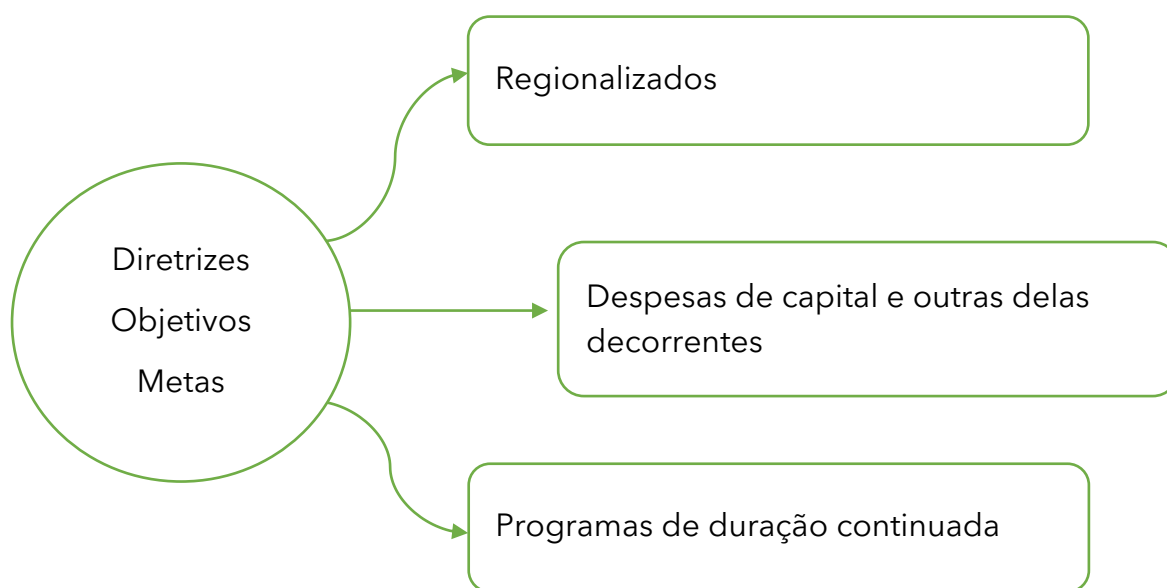 Diretrizes
Objetivos
Metas
Regionalizados
Despesas de capital e outras delas
decorrentes
Programas de duração continuada